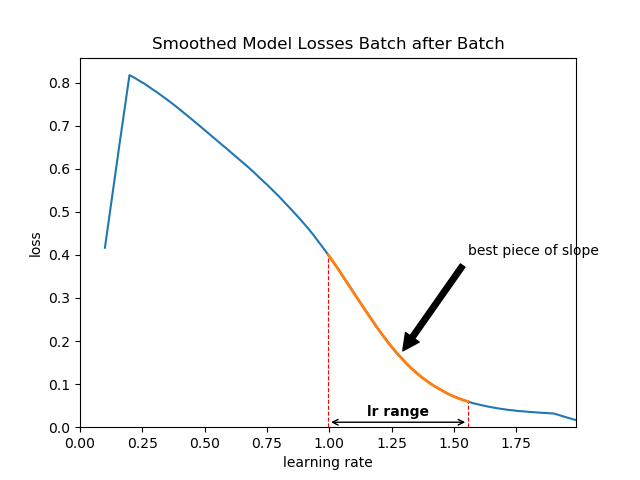 Smoothed Model Losses Batch after Batch
0.8
0.7
0.6
0.5
0.4
0.3
0.2
0.1
0.0
loss
best piece of slope
lr range
0.00 0.25 0.50 0.75 1.00 1.25 1.50 1.75
learning rate